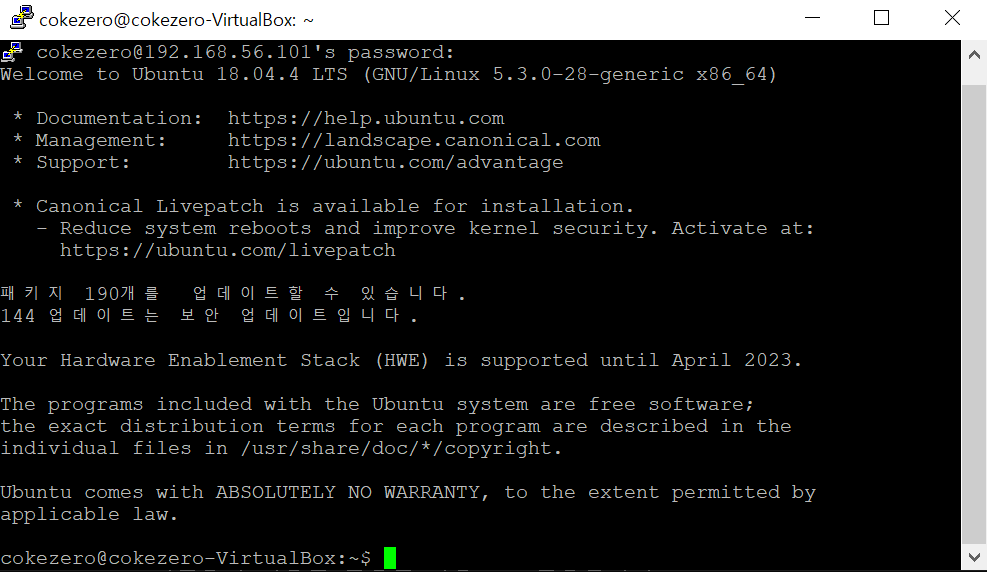 cokezero@cokezero-VirtualBox: ~
cokezero@192.168.56.101's password:
Welcome to Ubuntu 18.04.4 LTS (GNU/Linux 5.3.0-28-generic x86_64)
* Documentation:  https://help.ubuntu.com
* Management:     https://landscape.canonical.com
* Support:        https://ubuntu.com/advantage
* Canonical Livepatch is available for installation.
- Reduce system reboots and improve kernel security. Activate at:
https://ubuntu.com/livepatch
패키지 190개를 업데이트할 수 있습니다.
144 업데이트는 보안 업데이트입니다.
Your Hardware Enablement Stack (HWE) is supported until April 2023.
The programs included with the Ubuntu system are free software;
the exact distribution terms for each program are described in the
individual files in /usr/share/doc/*/copyright.
Ubuntu comes with ABSOLUTELY NO WARRANTY, to the extent permitted by
applicable law.
cokezero@cokezero-VirtualBox:~$